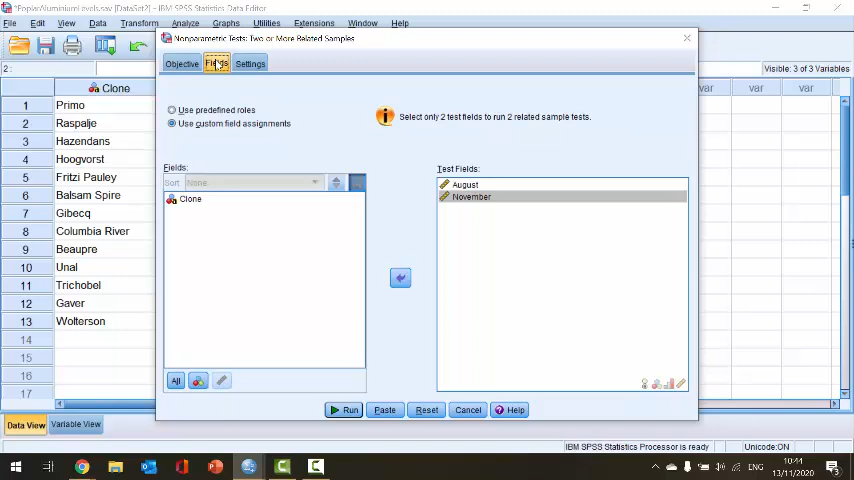 *PoplarAluminiumLevels.sav [DataSet2] - IBM SPSS Statistics Data Editor
File Edit View Data Transform Analyze Graphs Utilities Extensions Window Help
Nonparametric Tests: Two or More Related Samples
Objective Fields Settings
2 :
Visible: 3 of 3 Variables
Clone
var var var
Use predefined roles
Use custom field assignments
Select only 2 test fields to run 2 related sample tests.
Fields:
Sort None
Clone
Test Fields:
August
November
1 Primo
2 Raspalje
3 Hazendans
4 Hoogvorst
5 Fritzi Pauley
6 Balsam Spire
7 Gibecq
8 Columbia River
9 Beaupre
10 Unal
11 Trichobel
12 Gaver
13 Wolterson
14
15
16
17
All
Run Paste Reset Cancel Help
Data View Variable View
IBM SPSS Statistics Processor is ready Unicode:ON
ENG
10:44
13/11/2020
3